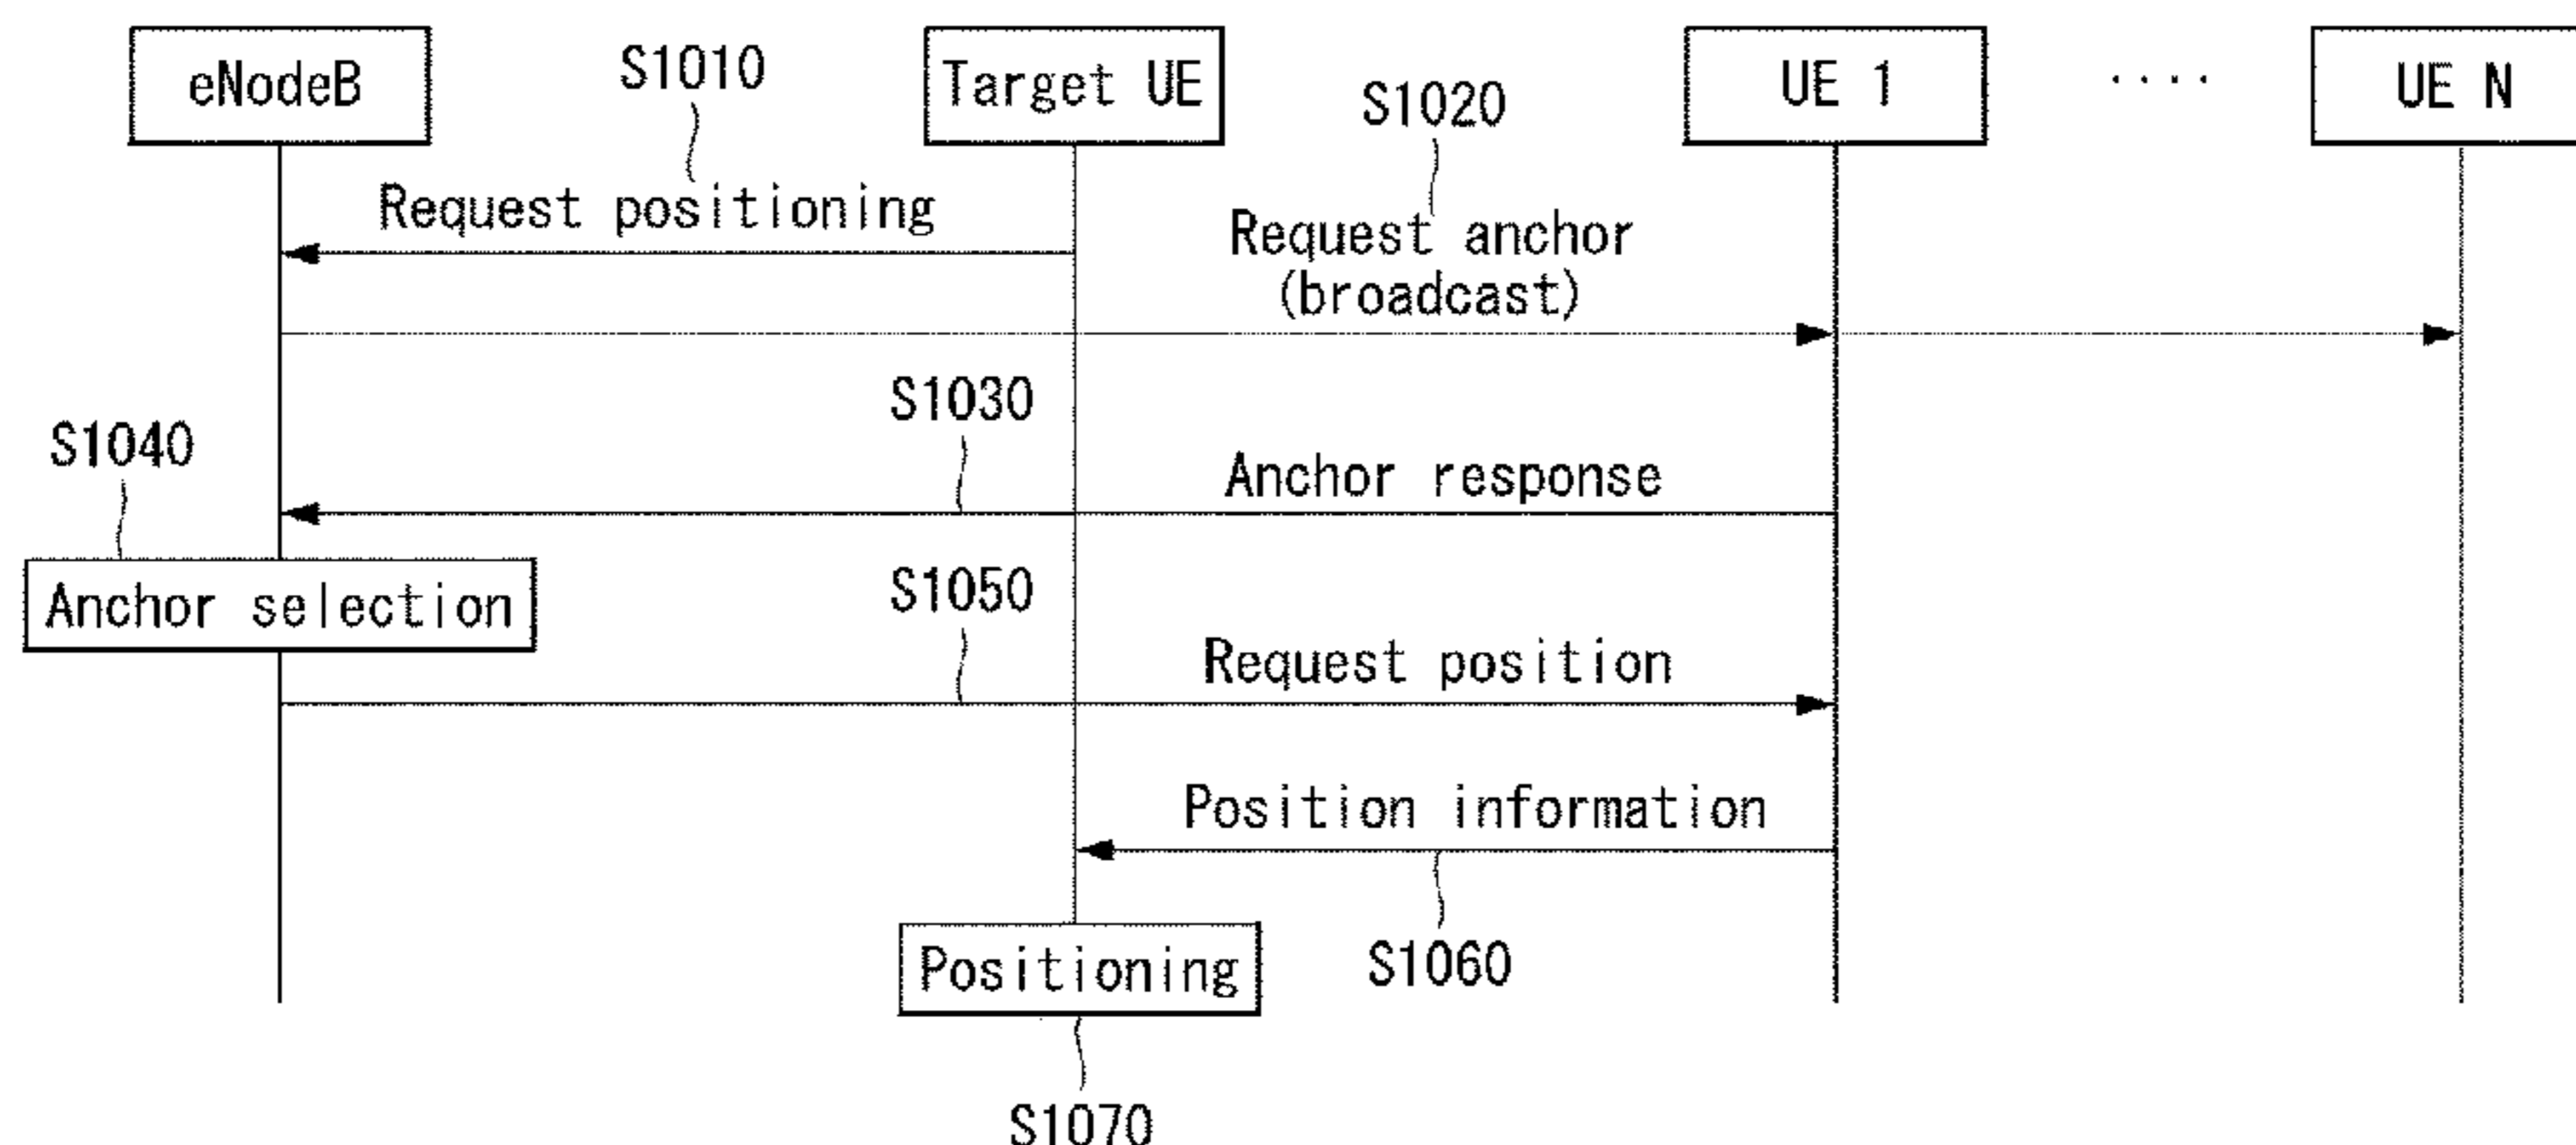 eNodeB
S1010
Target UE
S1020
UE 1
....
UE N
Request positioning
Request anchor
(broadcast)
S1030
S1040
Anchor response
Anchor selection
S1050
Request position
Position information
Positioning
S1060
S1070